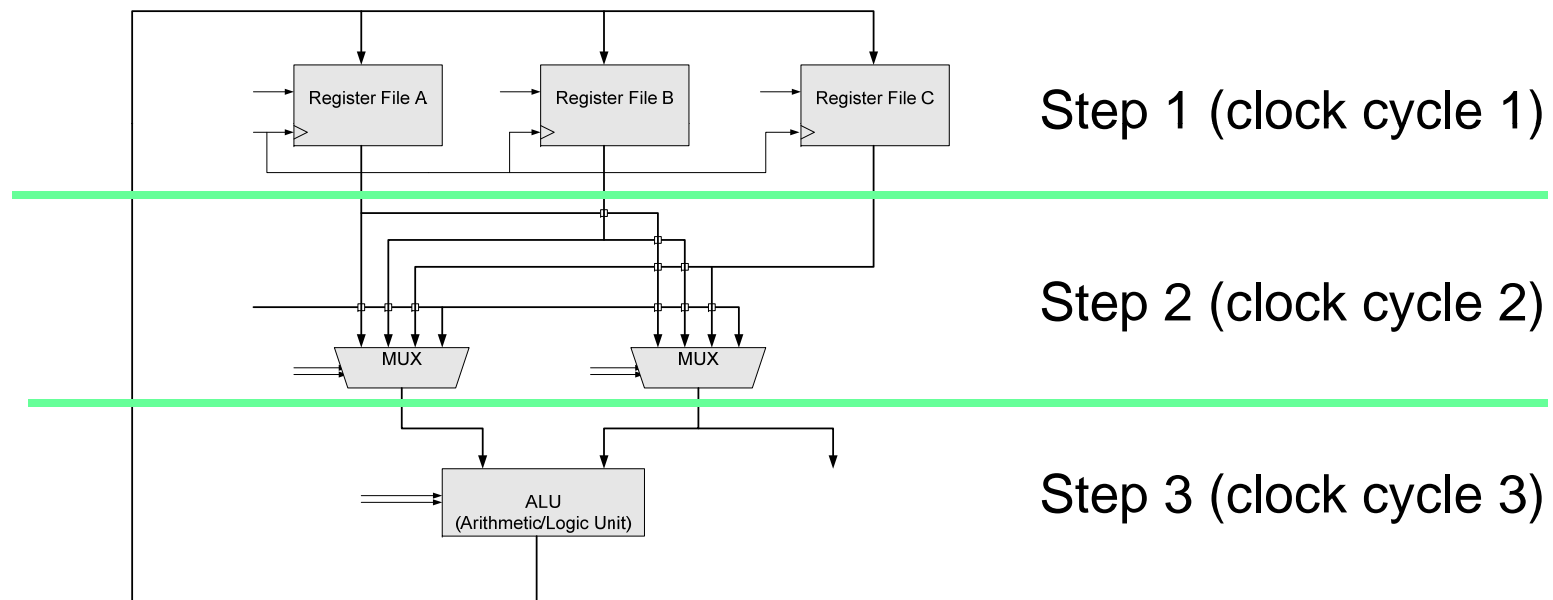 Register File A
Register File B
Register File C
Step 1 (clock cycle 1)
Step 2 (clock cycle 2)
MUX
MUX
ALU
(Arithmetic/Logic Unit)
Step 3 (clock cycle 3)